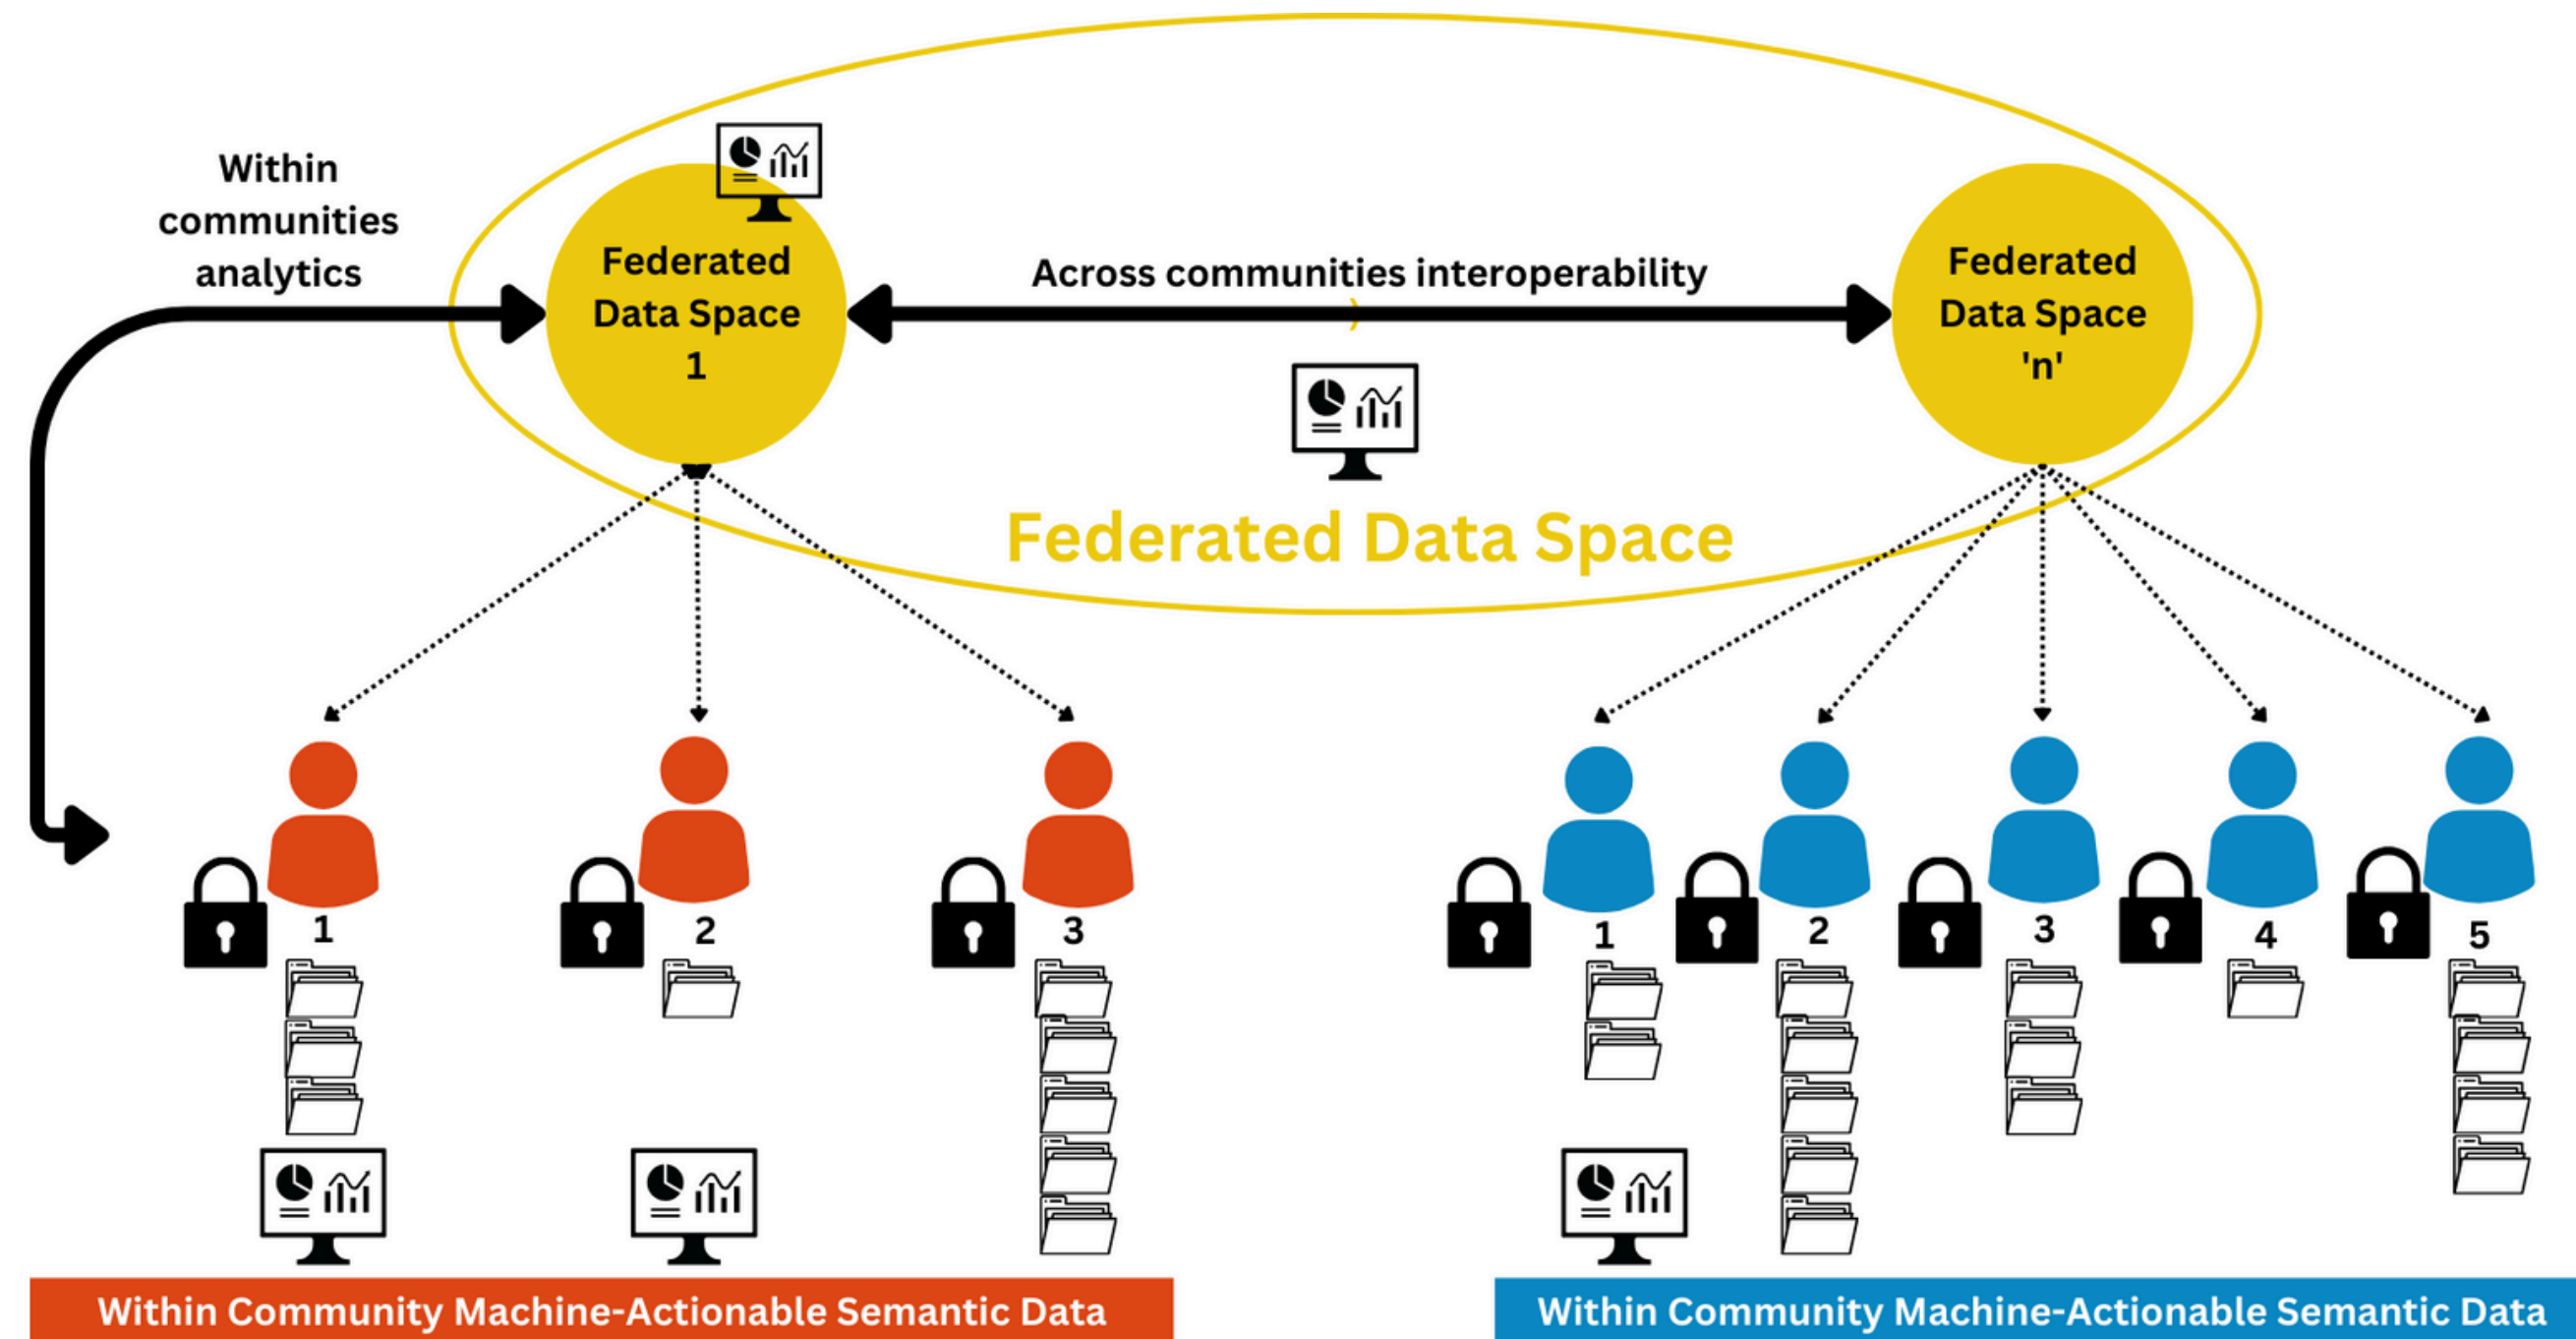 Within
communities
analytics
Federated
Data Space
1
Across communities interoperability
Federated
Data Space
'n'
Federated Data Space
1
2
3
1
2
3
4
5
Within Community Machine-Actionable Semantic Data
Within Community Machine-Actionable Semantic Data